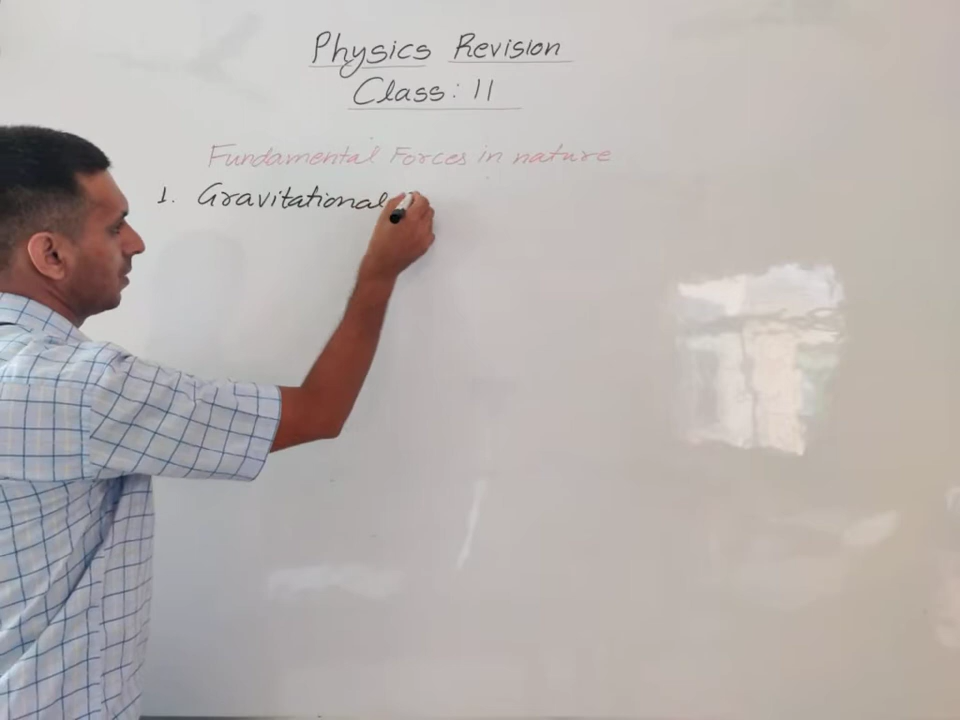 Physics Revision
Class: 11
Fundamental Forces in nature
1. Gravitational